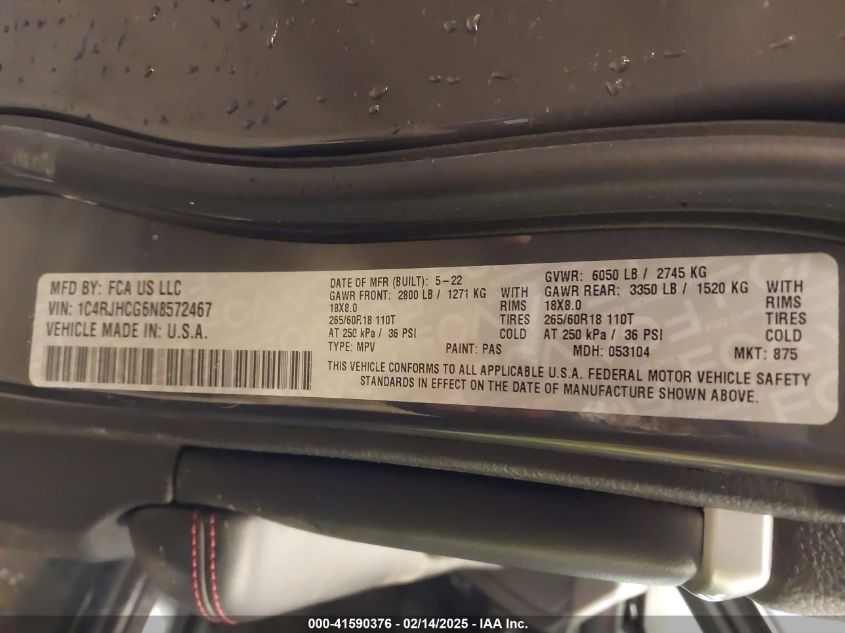 MFD BY: FCA US LLC
VIN: 1C4RJHCG6N8572467
VEHICLE MADE IN: U.S.A.
DATE OF MFR (BUILT): 5-22
GAWR FRONT: 2800 LB / 1271 KG WITH
18X8.0 RIMS
265/60R18 110T TIRES
AT 250 kPa / 36 PSI COLD
TYPE: MPV PAINT: PAS
GVWR: 6050 LB / 2745 KG
GAWR REAR: 3350 LB / 1520 KG WITH
18X8.0 RIMS
265/60R18 110T TIRES
AT 250 kPa / 36 PSI COLD
MDH: 053104 MKT: 875
THIS VEHICLE CONFORMS TO ALL APPLICABLE U.S.A. FEDERAL MOTOR VEHICLE SAFETY
STANDARDS IN EFFECT ON THE DATE OF MANUFACTURE SHOWN ABOVE.
000-41590376 - 02/14/2025 - IAA Inc.